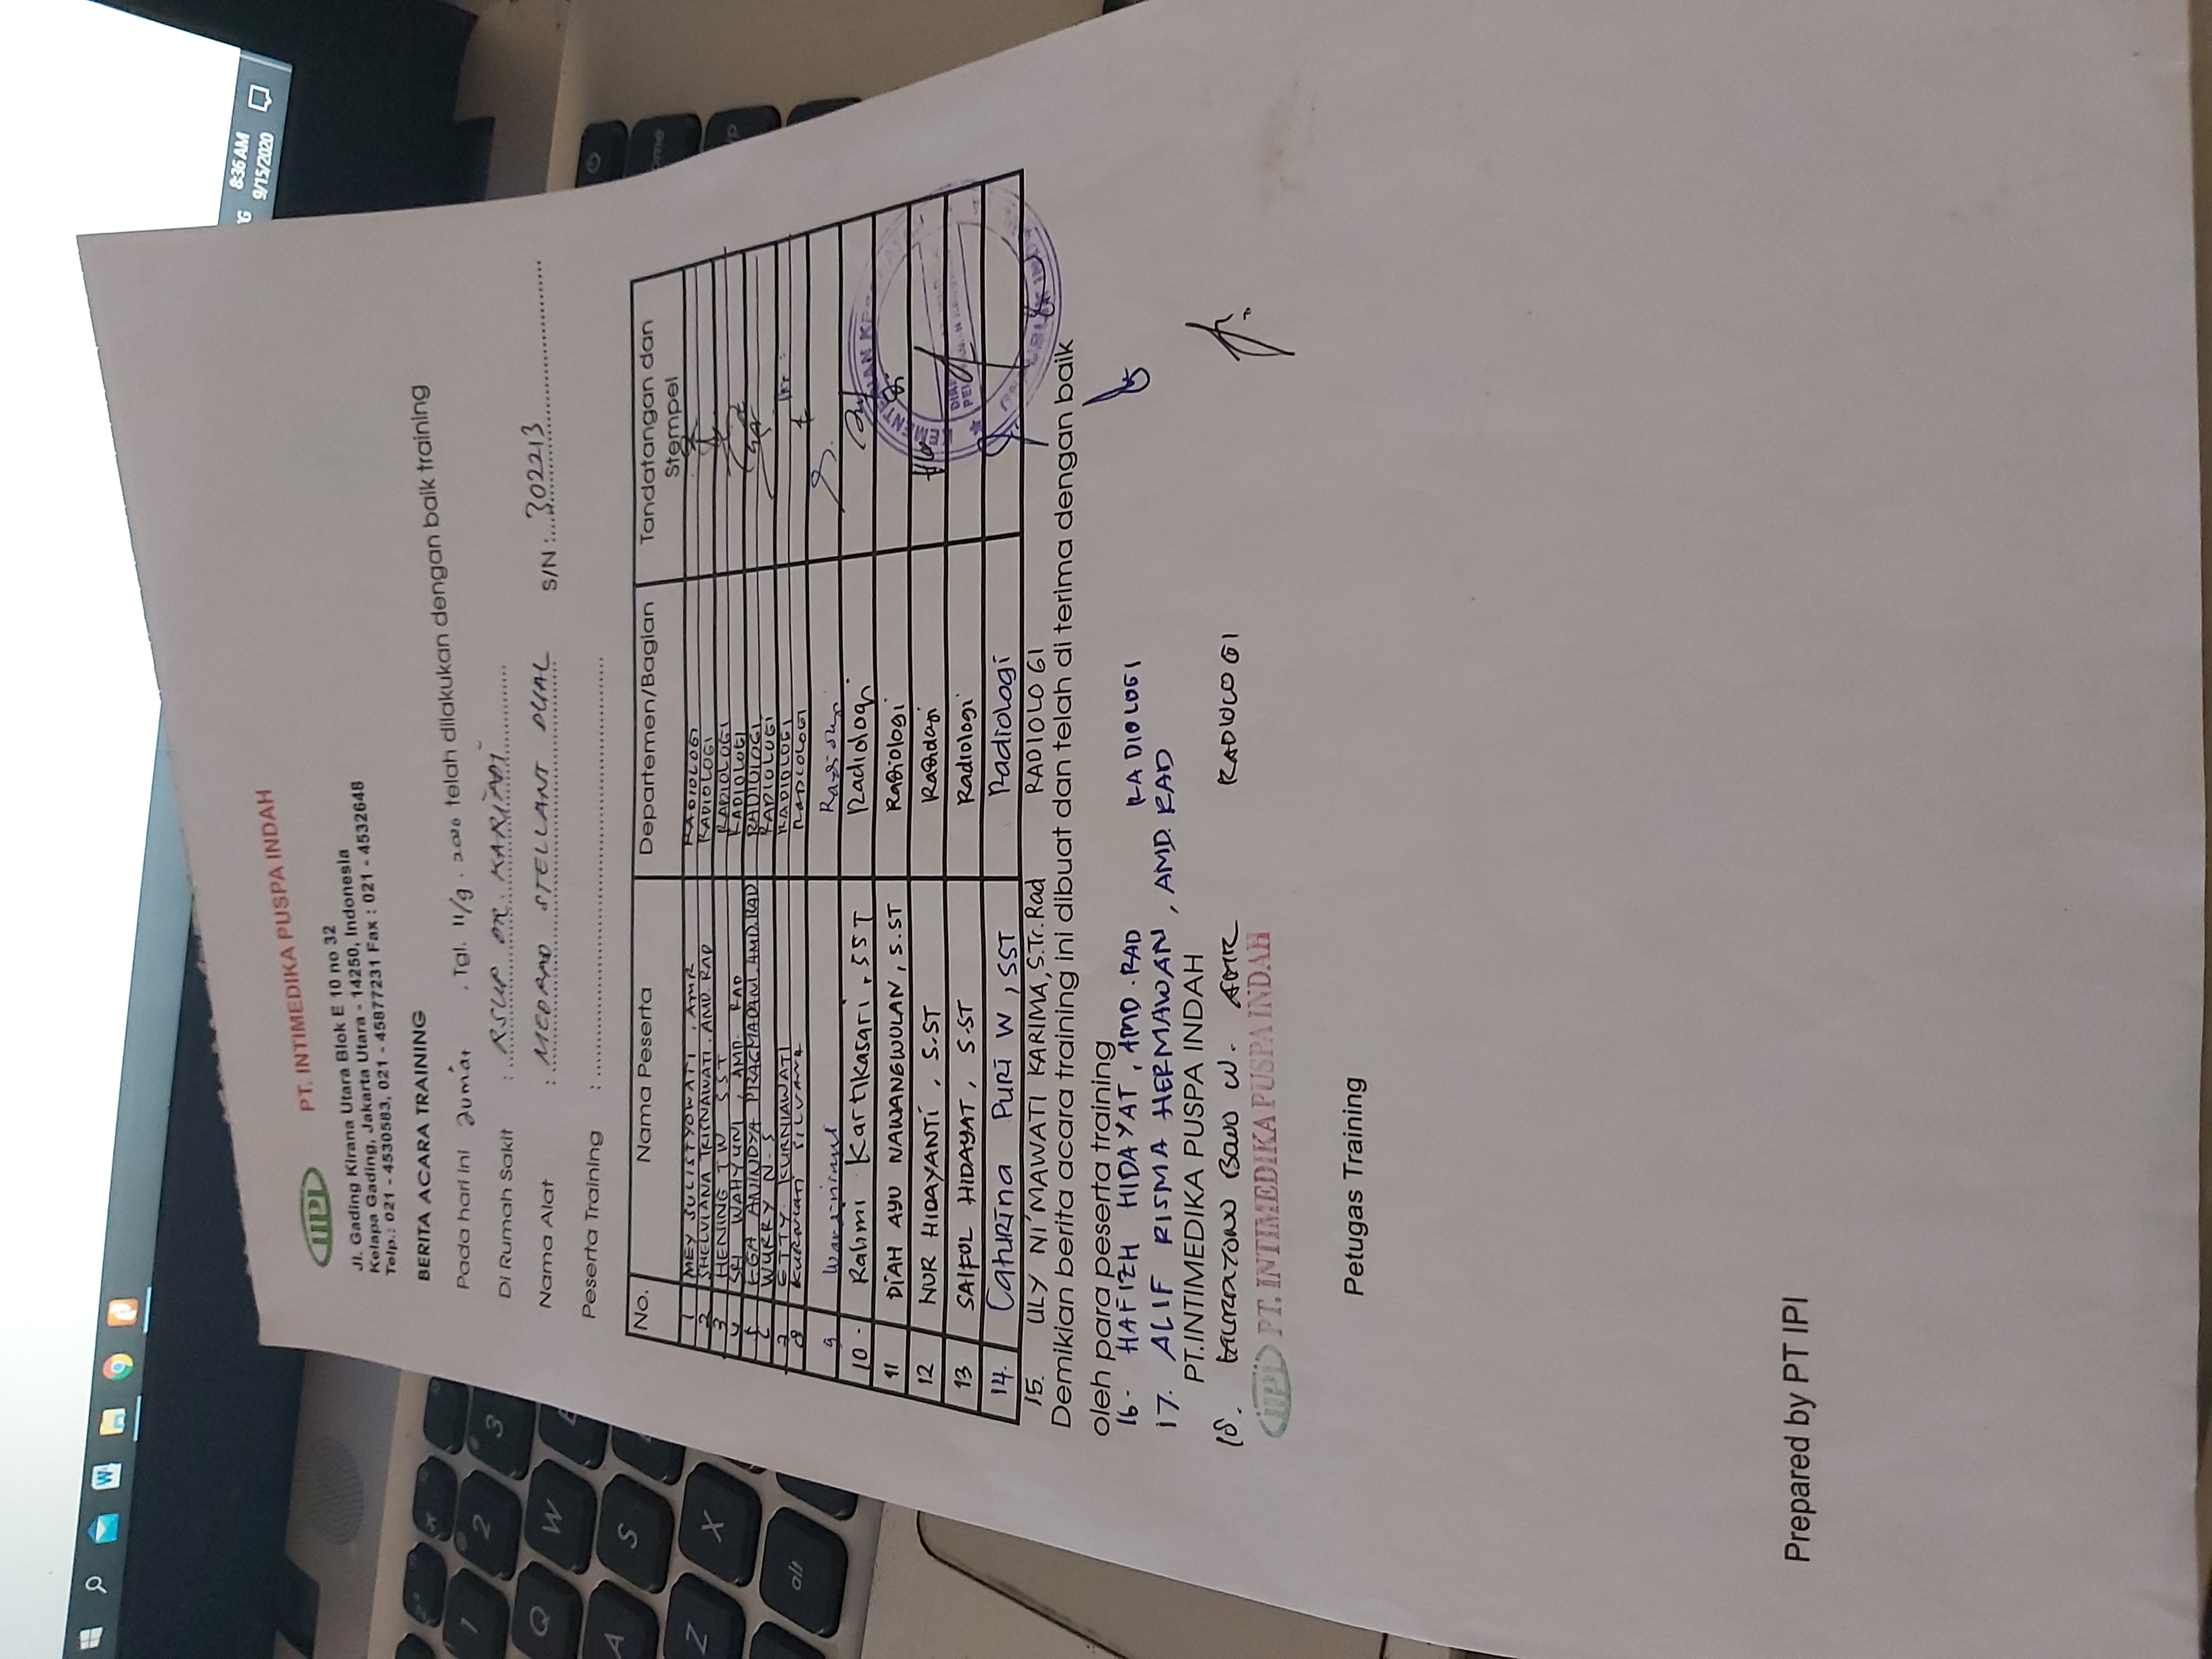 8:36 AM
9/15/2020
IPI PT. INTIMEDIKA PUSPA INDAH
Jl. Gading Kirana Utara Blok E 10 no 32
Kelapa Gading, Jakarta Utara - 14250, Indonesia
Telp.: 021 - 4530583, 021 - 45877231 Fax : 021 - 4532648
BERITA ACARA TRAINING
Pada hari ini Jumat , Tgl. 11/9 . 2020 telah dilakukan dengan baik training
Di Rumah Sakit : RSUP DR. KARIADI
Nama Alat : MEDRAD STELLANT DUAL S/N : 302213
Peserta Training :
No. Nama Peserta Departemen/Bagian Tandatangan dan Stempel
1 MEY SULISTYOWATI , AMR RADIOLOGI
2 SHELVIANA TRISNAWATI . AMD. RAD RADIOLOGI
3 HENING TW SST RADIOLOGI
4 SRI WAHYUNI , AMD. RAD RADIOLOGI
5 EGA ANINDYA PRAGMADANI. AMD.RAD RADIOLOGI
6 WURRY N.S RADIOLOGI
7 ETTY KURNIAWATI RADIOLOGI
8 KURNIATI SILVANA RADIOLOGI
9 Radiologi
10 . Rahmi Kartikasari , SST Radiologi
11 DIAH AYU NAWANGWULAN , S.ST Radiologi
12 NUR HIDAYANTI , S.ST Radiologi
13 SAIFUL HIDAYAT , S.ST Radiologi
14. Caturina PURI W , SST Radiologi
KEMENTERIAN
15. ULY NI'MAWATI KARIMA, S.Tr.Rad RADIOLOGI
Demikian berita acara training ini dibuat dan telah di terima dengan baik
oleh para peserta training
16. HAFIZH HIDAYAT , AMD . RAD RADIOLOGI
17. ALIF RISMA HERMAWAN , AMD. RAD
PT.INTIMEDIKA PUSPA INDAH
18. W. AMR RADIOLOGI
IPI PT. INTIMEDIKA PUSPA INDAH
Petugas Training
Prepared by PT IPI
1
2
3
Q
W
A
S
Z
X
alt